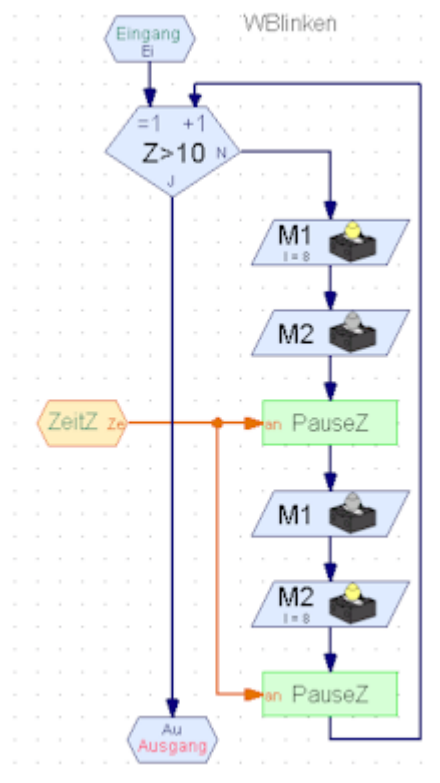 WBlinken
Eingang
Ei
=1 +1
Z>10 N
J
M1
I = 8
M2
ZeitZ Ze
an PauseZ
M1
M2
I = 8
an PauseZ
Au
Ausgang